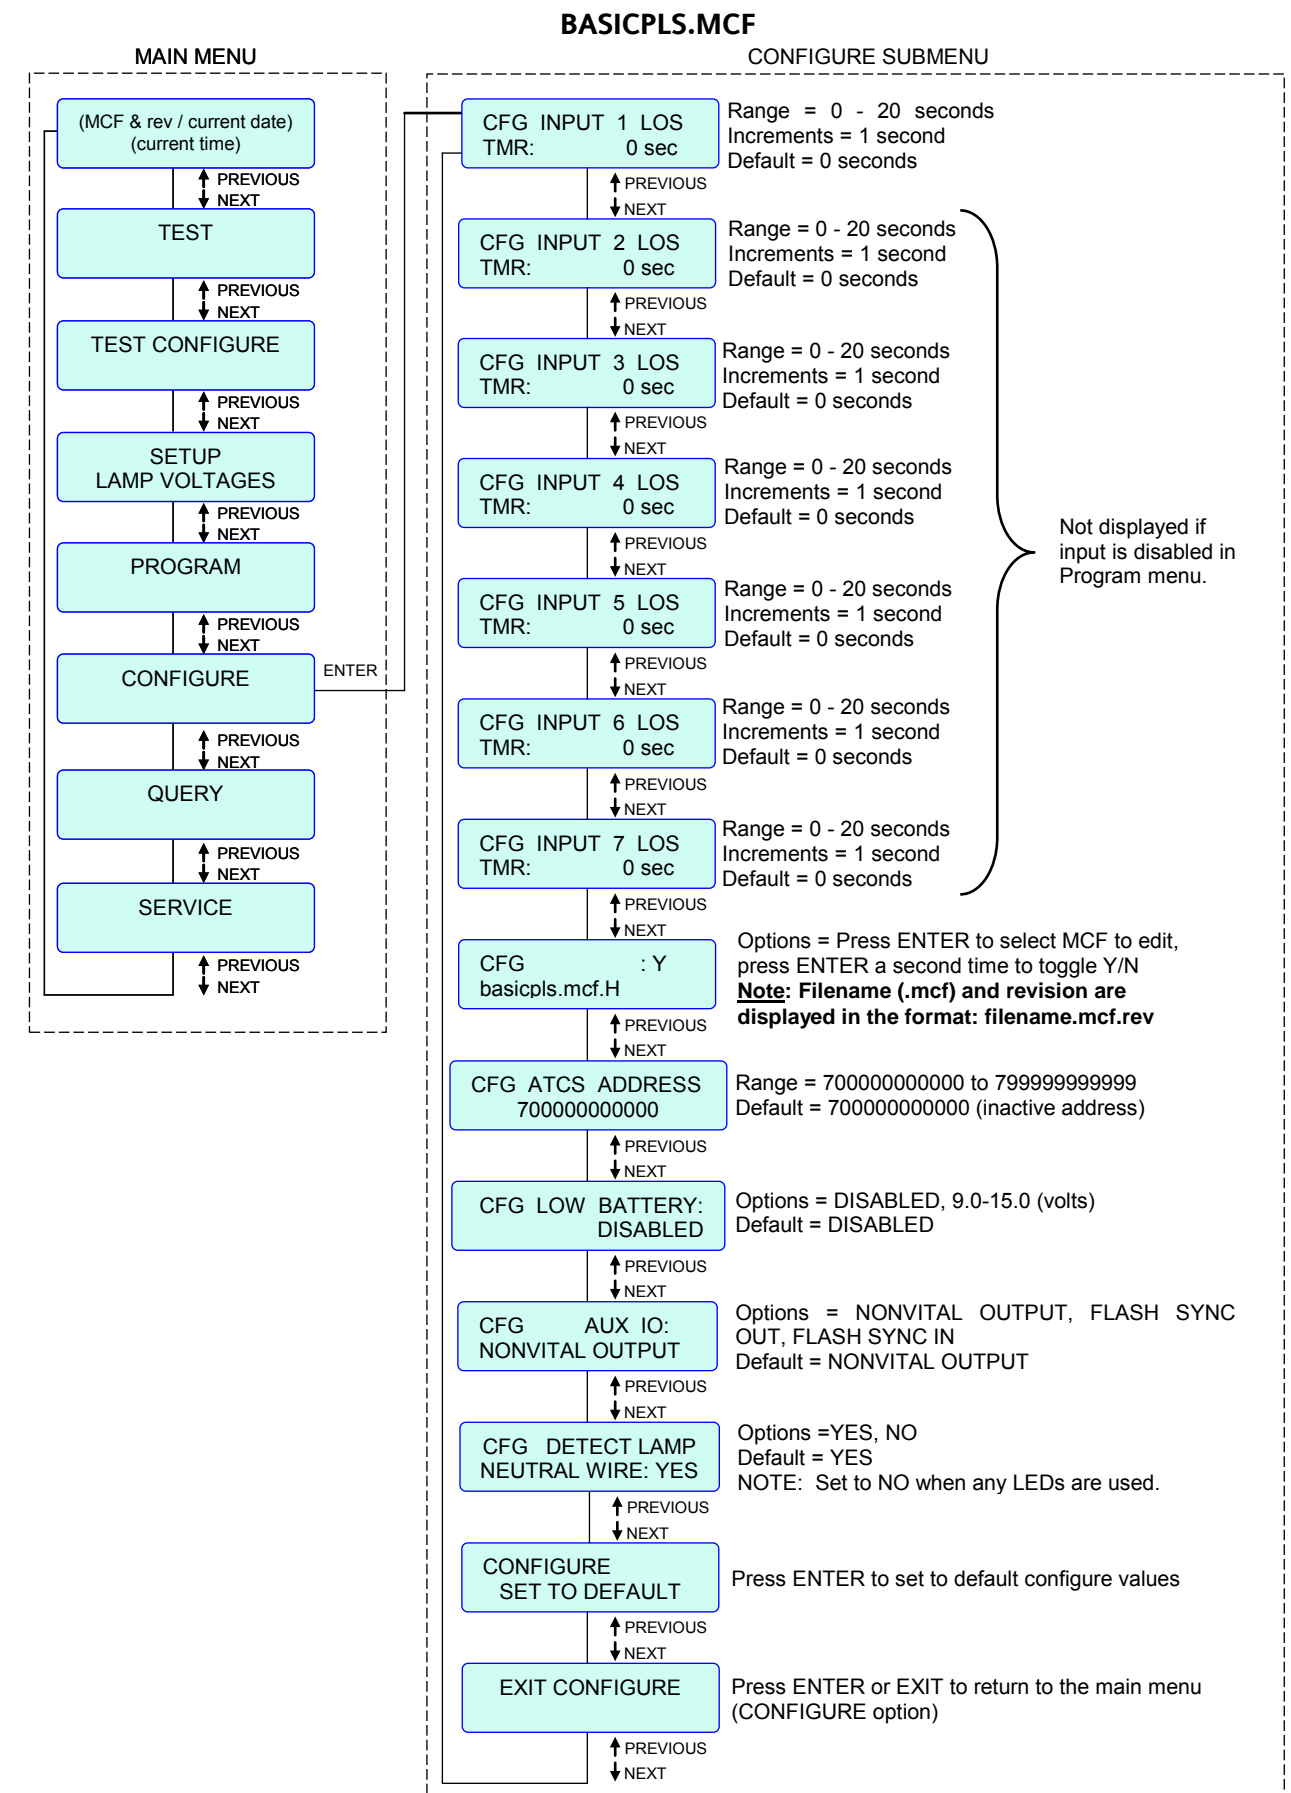 BASICPLS.MCF
MAIN MENU
(MCF & rev / current date)
(current time)
PREVIOUS
NEXT
TEST
PREVIOUS
NEXT
TEST CONFIGURE
PREVIOUS
NEXT
SETUP
LAMP VOLTAGES
PREVIOUS
NEXT
PROGRAM
PREVIOUS
NEXT
CONFIGURE
ENTER
PREVIOUS
NEXT
QUERY
PREVIOUS
NEXT
SERVICE
PREVIOUS
NEXT
CONFIGURE SUBMENU
CFG INPUT 1 LOS
TMR: 0 sec
Range = 0 - 20 seconds
Increments = 1 second
Default = 0 seconds
PREVIOUS
NEXT
CFG INPUT 2 LOS
TMR: 0 sec
Range = 0 - 20 seconds
Increments = 1 second
Default = 0 seconds
PREVIOUS
NEXT
CFG INPUT 3 LOS
TMR: 0 sec
Range = 0 - 20 seconds
Increments = 1 second
Default = 0 seconds
PREVIOUS
NEXT
CFG INPUT 4 LOS
TMR: 0 sec
Range = 0 - 20 seconds
Increments = 1 second
Default = 0 seconds
PREVIOUS
NEXT
CFG INPUT 5 LOS
TMR: 0 sec
Range = 0 - 20 seconds
Increments = 1 second
Default = 0 seconds
PREVIOUS
NEXT
CFG INPUT 6 LOS
TMR: 0 sec
Range = 0 - 20 seconds
Increments = 1 second
Default = 0 seconds
PREVIOUS
NEXT
CFG INPUT 7 LOS
TMR: 0 sec
Range = 0 - 20 seconds
Increments = 1 second
Default = 0 seconds
Not displayed if
input is disabled in
Program menu.
PREVIOUS
NEXT
CFG : Y
basicpls.mcf.H
Options = Press ENTER to select MCF to edit,
press ENTER a second time to toggle Y/N
Note: Filename (.mcf) and revision are
displayed in the format: filename.mcf.rev
PREVIOUS
NEXT
CFG ATCS ADDRESS
700000000000
Range = 700000000000 to 799999999999
Default = 700000000000 (inactive address)
PREVIOUS
NEXT
CFG LOW BATTERY:
DISABLED
Options = DISABLED, 9.0-15.0 (volts)
Default = DISABLED
PREVIOUS
NEXT
CFG AUX IO:
NONVITAL OUTPUT
Options = NONVITAL OUTPUT, FLASH SYNC
OUT, FLASH SYNC IN
Default = NONVITAL OUTPUT
PREVIOUS
NEXT
CFG DETECT LAMP
NEUTRAL WIRE: YES
Options =YES, NO
Default = YES
NOTE: Set to NO when any LEDs are used.
PREVIOUS
NEXT
CONFIGURE
SET TO DEFAULT
Press ENTER to set to default configure values
PREVIOUS
NEXT
EXIT CONFIGURE
Press ENTER or EXIT to return to the main menu
(CONFIGURE option)
PREVIOUS
NEXT